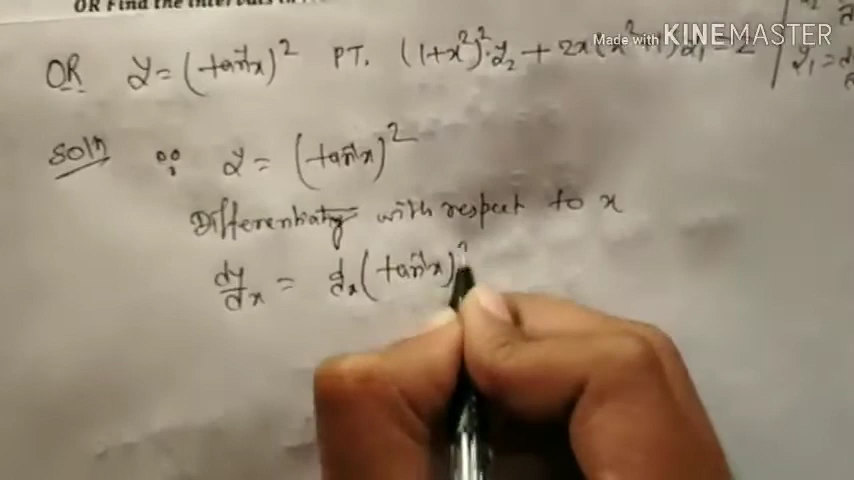 OR Find the intervals in
Made with KINEMASTER
OR y = (tan⁻¹x)² PT. (1+x²)²·y₂ + 2x(x²+1)y₁ = 2
y₁ =
Solⁿ ∵ y = (tan⁻¹x)²
Differentiating with respect to x
dy/dx = d/dx (tan⁻¹x)²